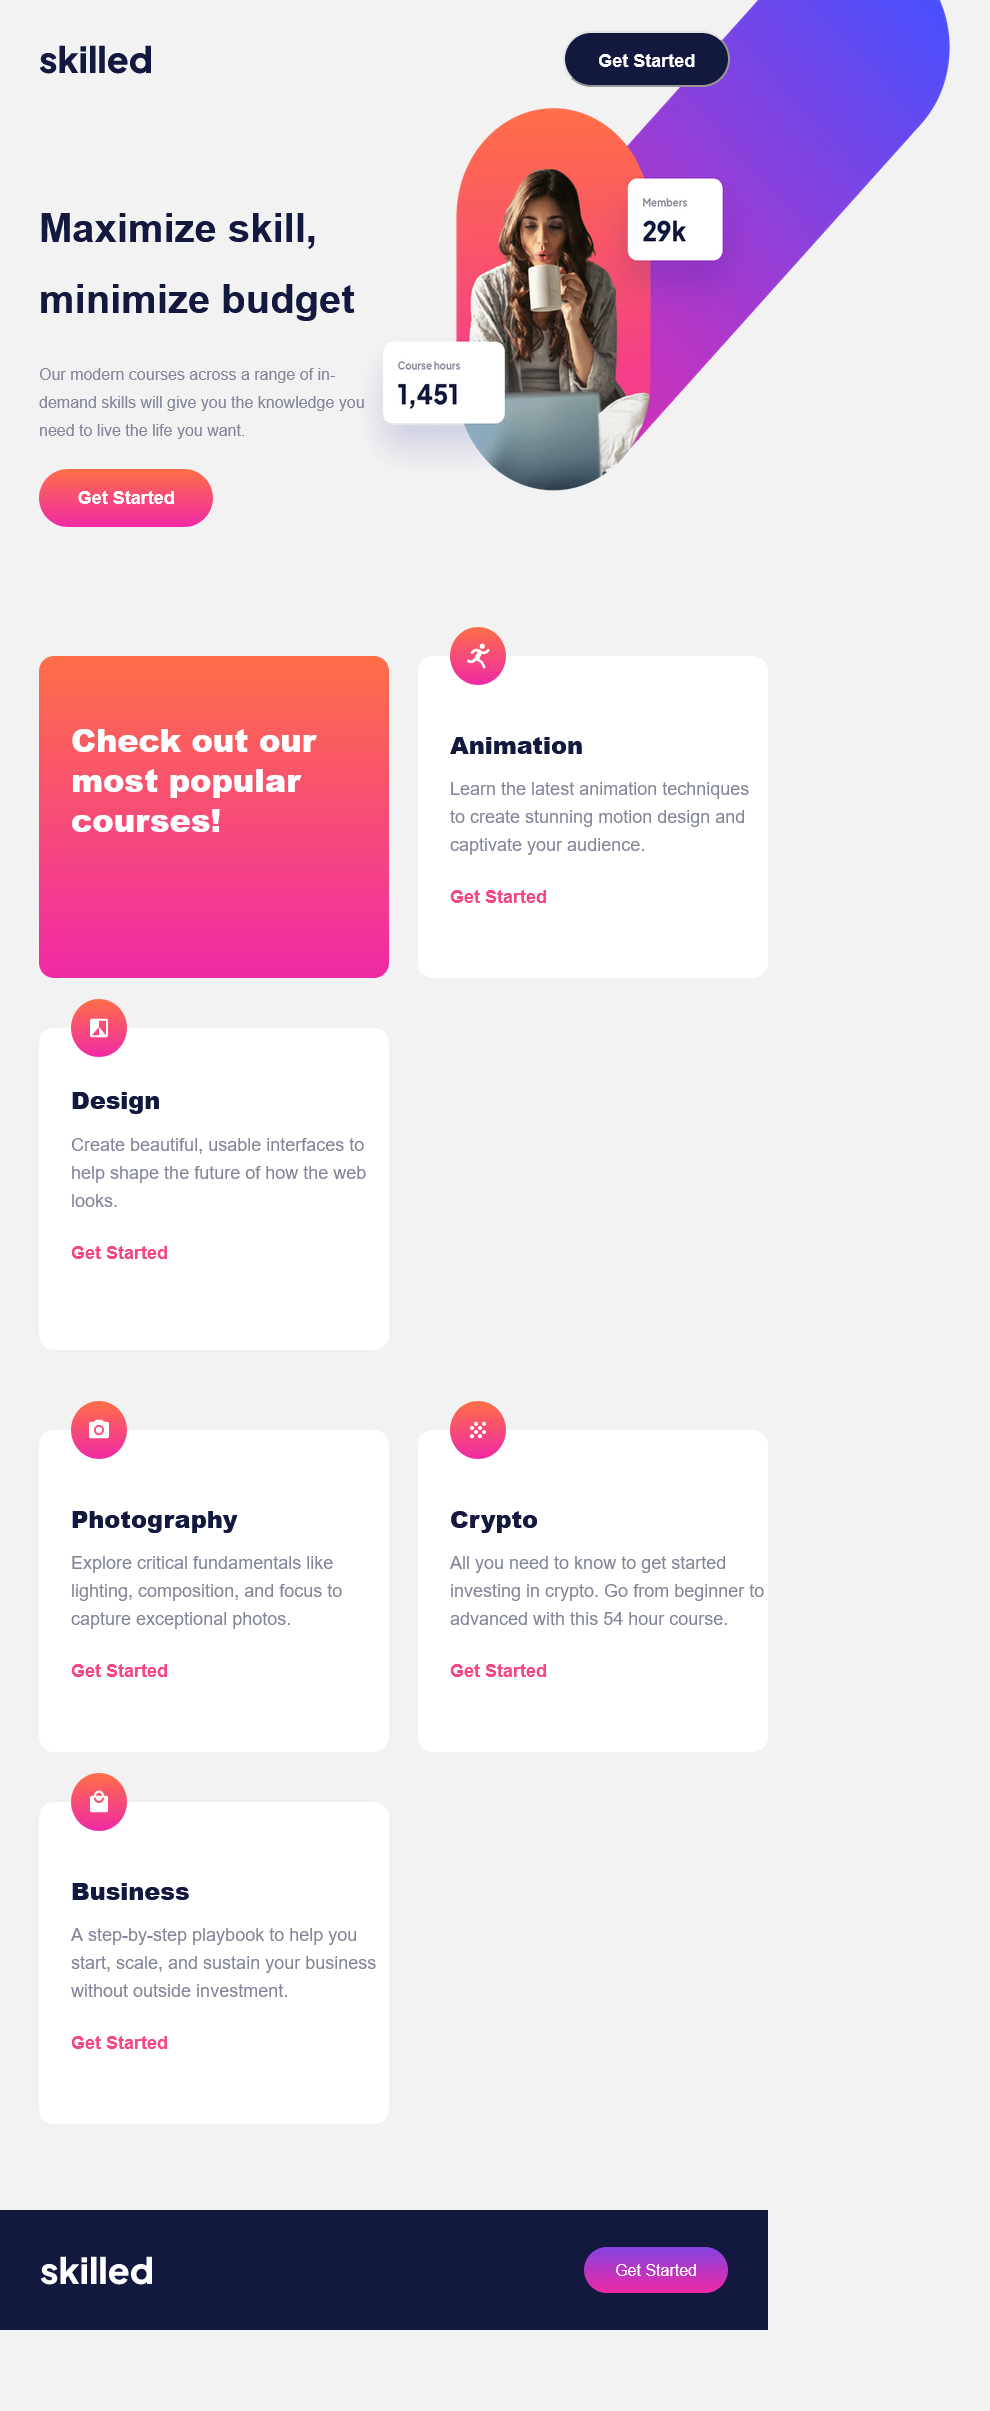 skilled
Get Started
Maximize skill,
minimize budget
Members
29k
Course hours
1,451
Our modern courses across a range of in-
demand skills will give you the knowledge you
need to live the life you want.
Get Started
Check out our
most popular
courses!
Animation
Learn the latest animation techniques
to create stunning motion design and
captivate your audience.
Get Started
Design
Create beautiful, usable interfaces to
help shape the future of how the web
looks.
Get Started
Photography
Explore critical fundamentals like
lighting, composition, and focus to
capture exceptional photos.
Get Started
Crypto
All you need to know to get started
investing in crypto. Go from beginner to
advanced with this 54 hour course.
Get Started
Business
A step-by-step playbook to help you
start, scale, and sustain your business
without outside investment.
Get Started
skilled
Get Started